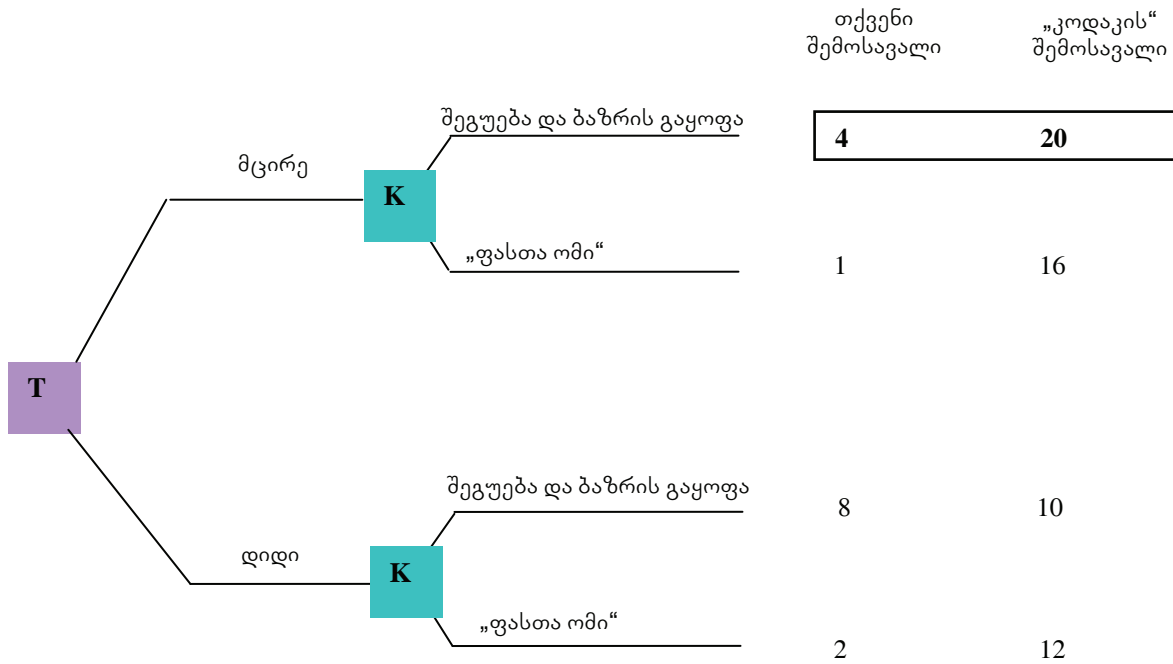 თქვენი
შემოსავალი
„კოდაკის“
შემოსავალი
შეგუება და ბაზრის გაყოფა
4 20
მცირე
K
„ფასთა ომი“
1 16
T
შეგუება და ბაზრის გაყოფა
8 10
დიდი
K
„ფასთა ომი“
2 12